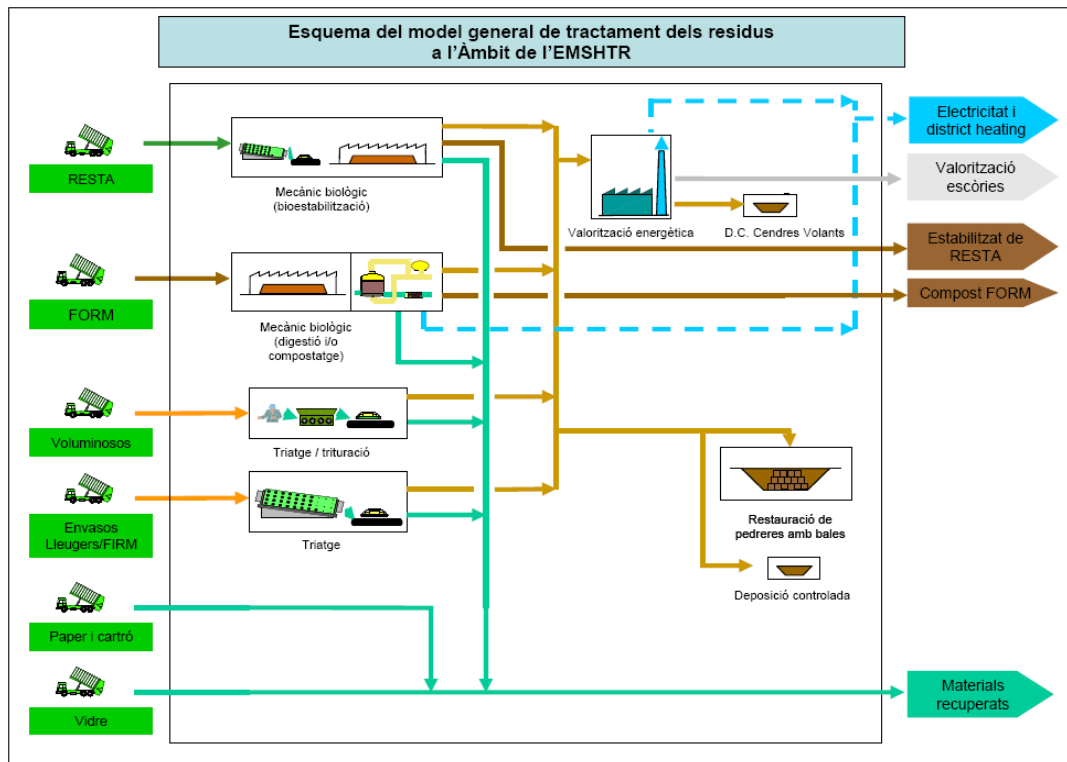 Esquema del model general de tractament dels residus
a l'Àmbit de l'EMSHTR
RESTA
Mecànic biològic
(bioestabilització)
Valorització energètica
D.C. Cendres Volants
Electricitat i
district heating
Valorització
escòries
Estabilitzat de
RESTA
Compost FORM
FORM
Mecànic biològic
(digestió i/o
compostatge)
Voluminosos
Triatge / trituració
Envasos
Lleugers/FIRM
Triatge
Restauració de
pedreres amb bales
Deposició controlada
Paper i cartró
Vidre
Materials
recuperats